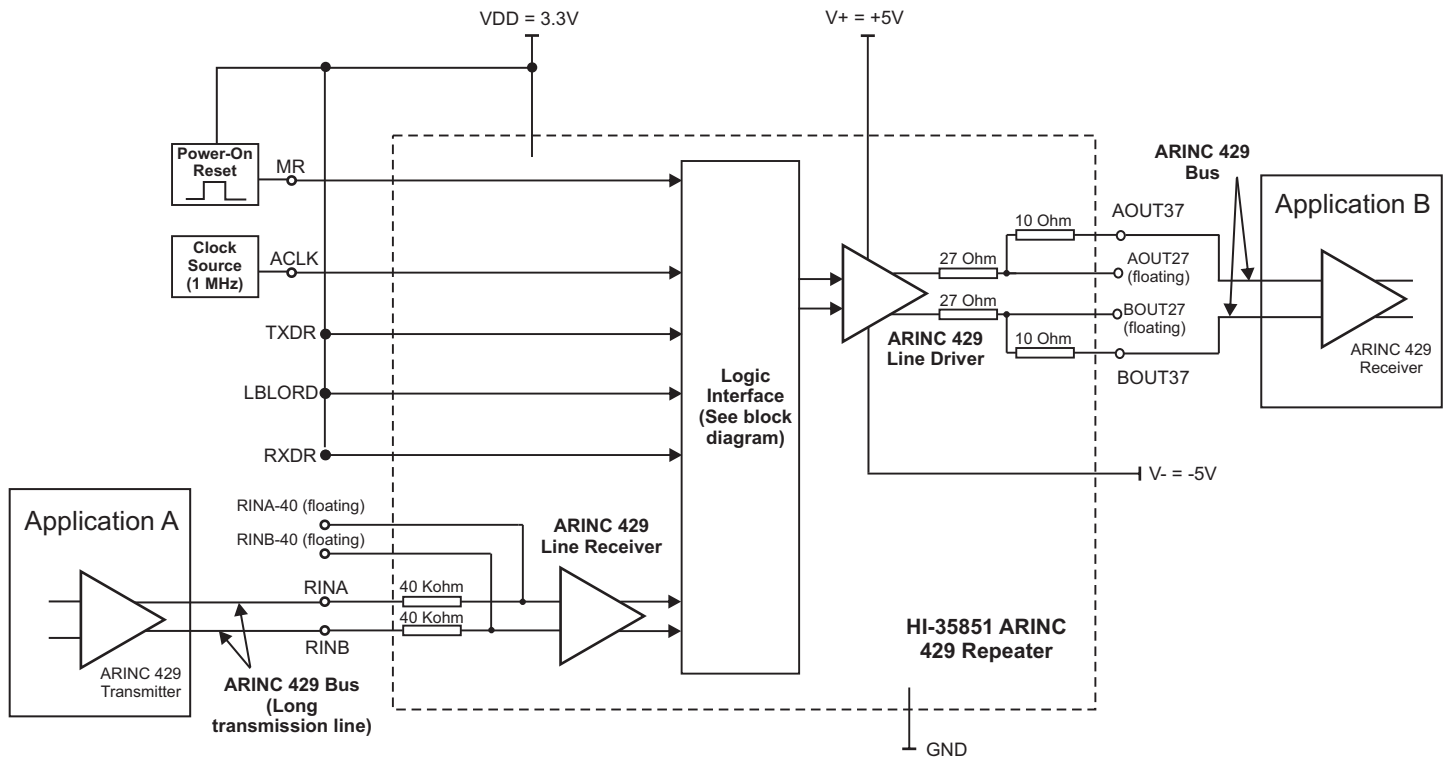 VDD = 3.3V
V+ = +5V
Power-On
Reset
MR
Clock
Source
(1 MHz)
ACLK
TXDR
LBLORD
RXDR
Logic
Interface
(See block
diagram)
27 Ohm
27 Ohm
10 Ohm
10 Ohm
ARINC 429
Line Driver
AOUT37
AOUT27
(floating)
BOUT27
(floating)
BOUT37
ARINC 429
Bus
Application B
ARINC 429
Receiver
V- = -5V
Application A
ARINC 429
Transmitter
RINA-40 (floating)
RINB-40 (floating)
RINA
RINB
40 Kohm
40 Kohm
ARINC 429
Line Receiver
ARINC 429 Bus
(Long
transmission line)
HI-35851 ARINC
429 Repeater
GND